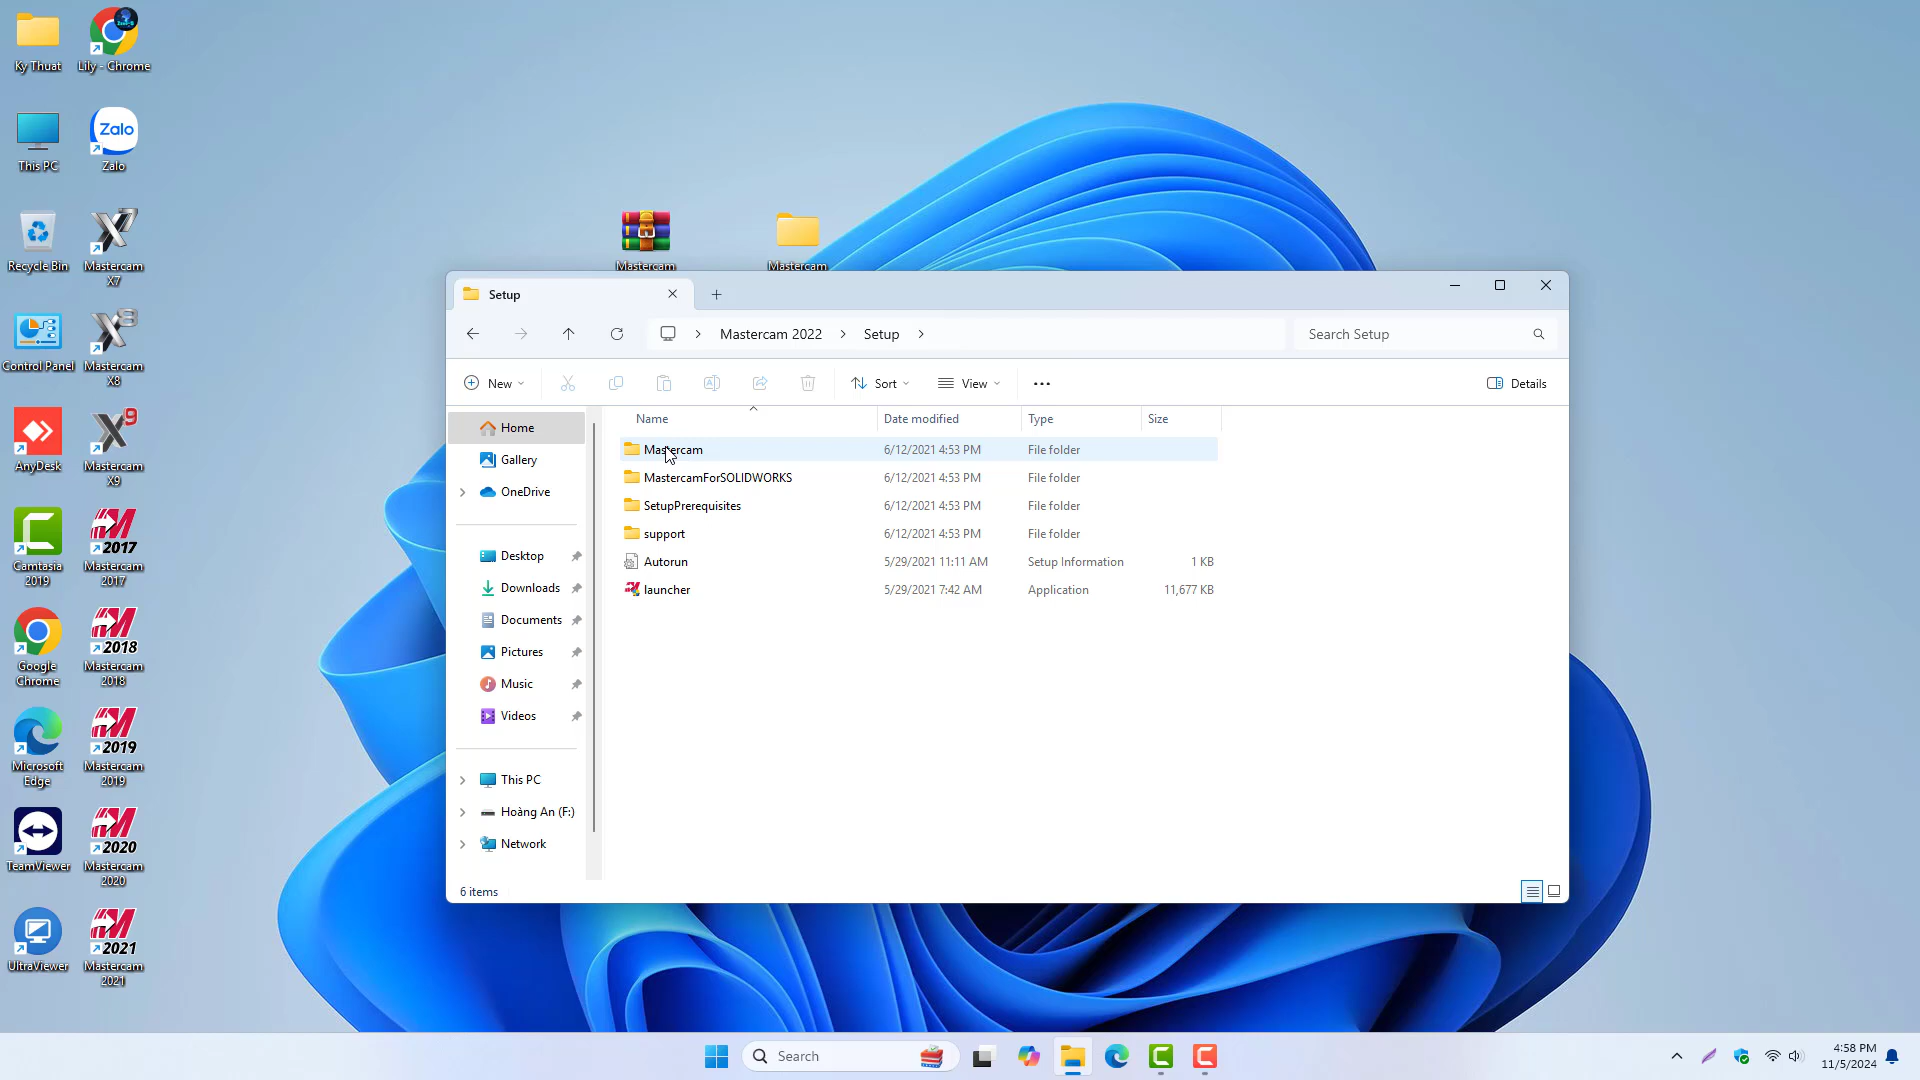 Ky Thuat
Lily - Chrome
This PC
Zalo
Zalo
Recycle Bin
Mastercam
X7
Control Panel
Mastercam
X8
AnyDesk
Mastercam
X9
Camtasia
2019
2017
Mastercam
2017
Google
Chrome
2018
Mastercam
2018
Microsoft
Edge
2019
Mastercam
2019
TeamViewer
2020
Mastercam
2020
UltraViewer
2021
Mastercam
2021
Mastercam
Mastercam
Setup
Mastercam 2022
Setup
Search Setup
New
Sort
View
Details
Home
Gallery
OneDrive
Desktop
Downloads
Documents
Pictures
Music
Videos
This PC
Hoàng An (F:)
Network
Name Date modified Type Size
Mastercam 6/12/2021 4:53 PM File folder
MastercamForSOLIDWORKS 6/12/2021 4:53 PM File folder
SetupPrerequisites 6/12/2021 4:53 PM File folder
support 6/12/2021 4:53 PM File folder
Autorun 5/29/2021 11:11 AM Setup Information 1 KB
launcher 5/29/2021 7:42 AM Application 11,677 KB
6 items
Search
4:58 PM
11/5/2024